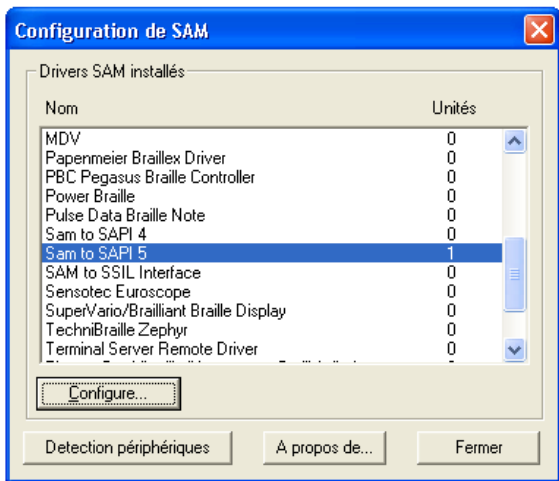 Configuration de SAM
Drivers SAM installés
Nom Unités
MDV 0
Papenmeier Braillex Driver 0
PBC Pegasus Braille Controller 0
Power Braille 0
Pulse Data Braille Note 0
Sam to SAPI 4 0
Sam to SAPI 5 1
SAM to SSIL Interface 0
Sensotec Euroscope 0
SuperVario/Brailliant Braille Display 0
TechniBraille Zephyr 0
Terminal Server Remote Driver 0
Configure...
Detection périphériques A propos de... Fermer